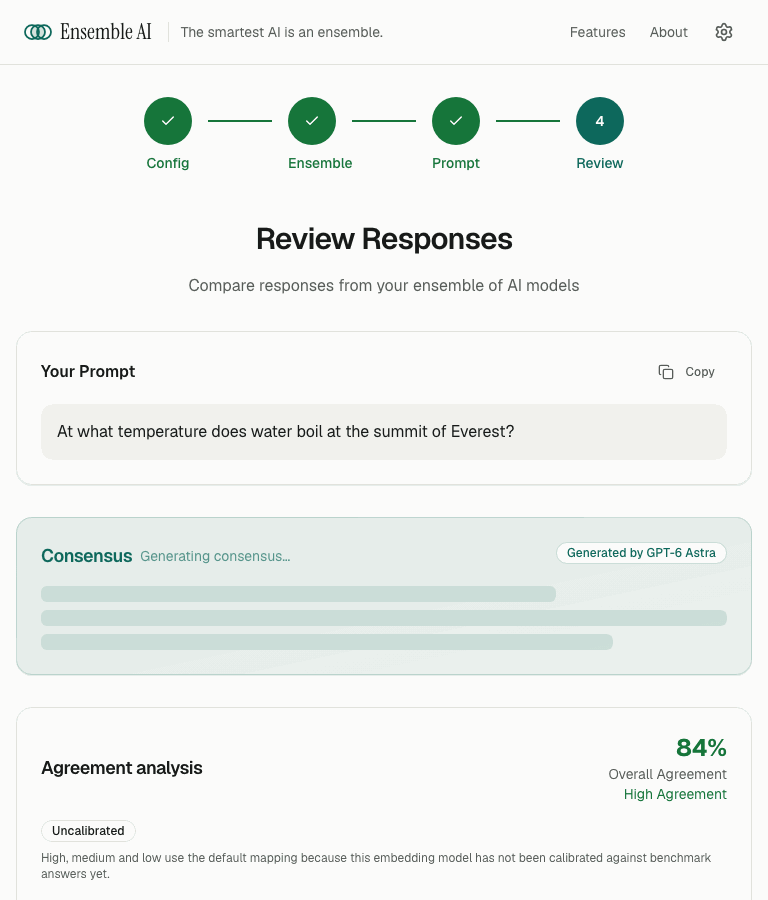 Ensemble AI
The smartest AI is an ensemble.
Features
About
4
Config
Ensemble
Prompt
Review
Review Responses
Compare responses from your ensemble of AI models
Your Prompt
Copy
At what temperature does water boil at the summit of Everest?
Consensus
Generating consensus...
Generated by GPT-6 Astra
Agreement analysis
84%
Overall Agreement
High Agreement
Uncalibrated
High, medium and low use the default mapping because this embedding model has not been calibrated against benchmark
answers yet.